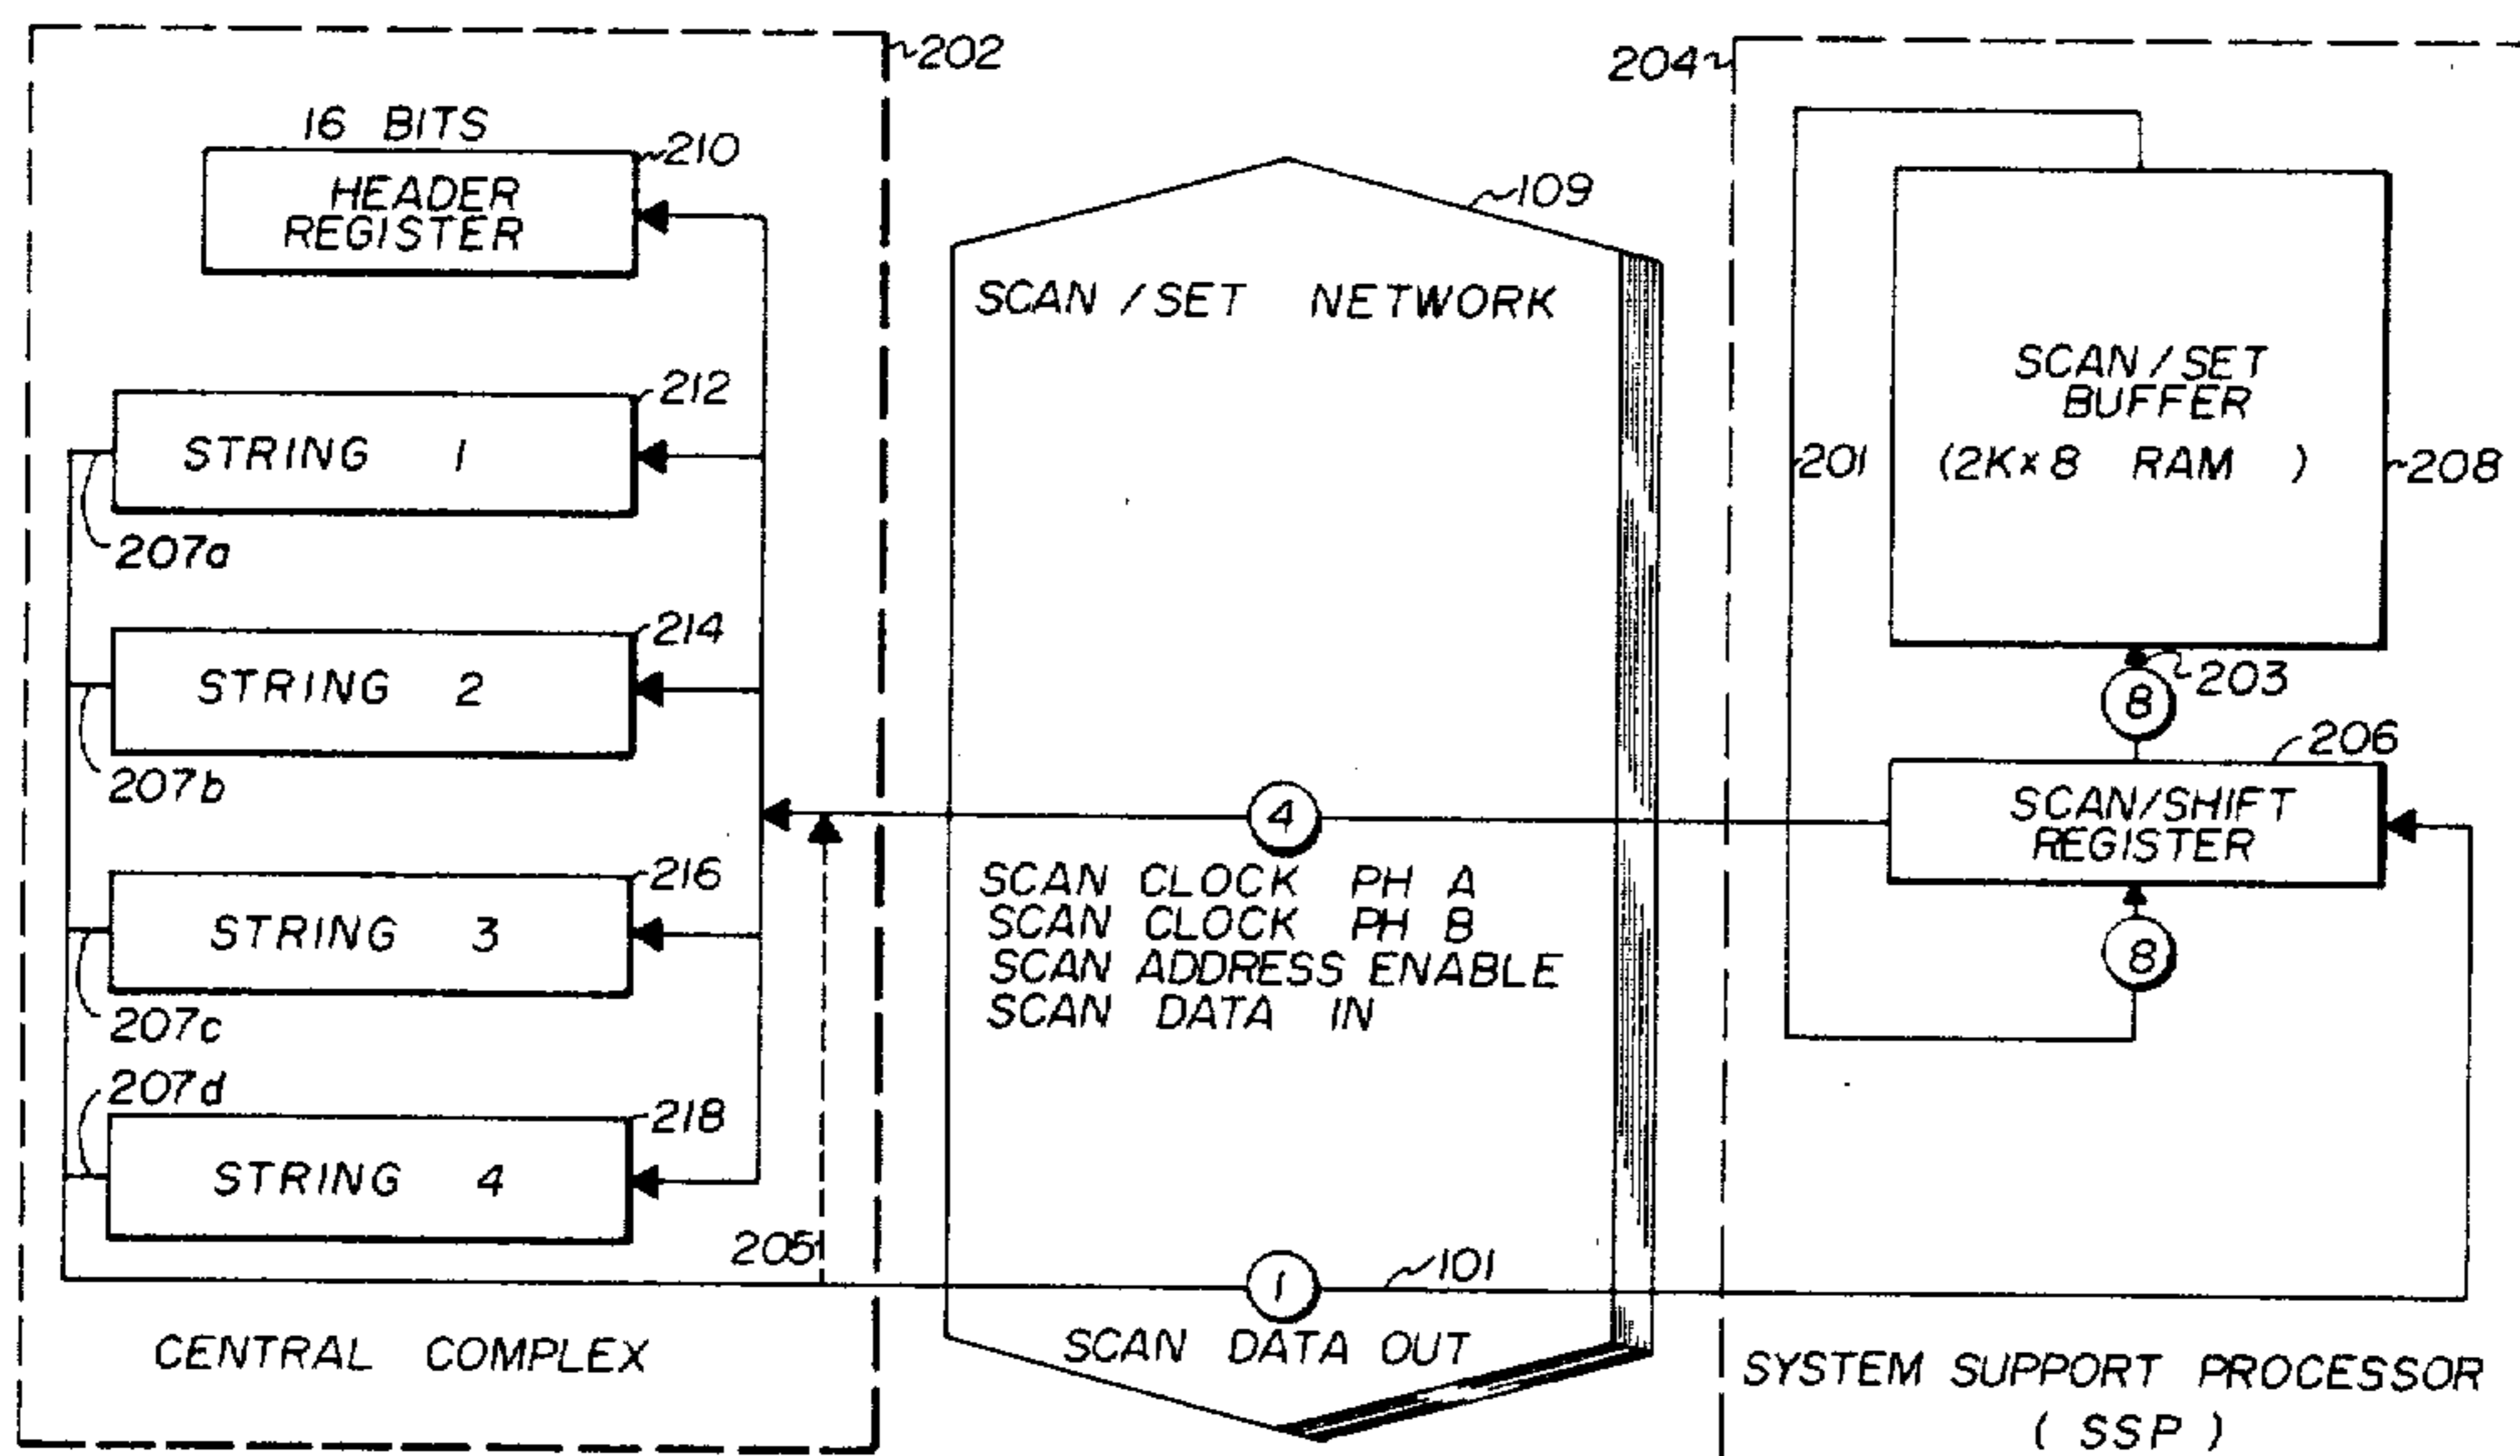 202
204
16 BITS
210
HEADER
REGISTER
109
SCAN / SET NETWORK
SCAN / SET
BUFFER
(2K x 8 RAM )
201
208
212
STRING 1
207a
214
STRING 2
207b
203
8
206
SCAN/SHIFT
REGISTER
4
SCAN CLOCK PH A
SCAN CLOCK PH B
SCAN ADDRESS ENABLE
SCAN DATA IN
8
216
STRING 3
207c
207d
218
STRING 4
205
1
101
SCAN DATA OUT
CENTRAL COMPLEX
SYSTEM SUPPORT PROCESSOR
( SSP )